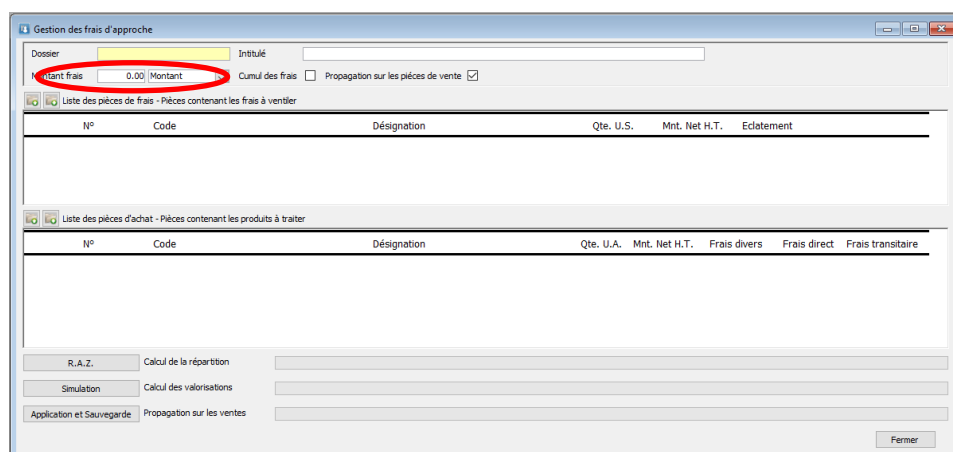 Gestion des frais d'approche
Dossier Intitulé
Montant frais 0.00 Montant Cumul des frais Propagation sur les piéces de vente
Liste des pièces de frais - Pièces contenant les frais à ventiler
N° Code Désignation Qte. U.S. Mnt. Net H.T. Eclatement
Liste des pièces d'achat - Pièces contenant les produits à traiter
N° Code Désignation Qte. U.A. Mnt. Net H.T. Frais divers Frais direct Frais transitaire
R.A.Z. Calcul de la répartition
Simulation Calcul des valorisations
Application et Sauvegarde Propagation sur les ventes
Fermer